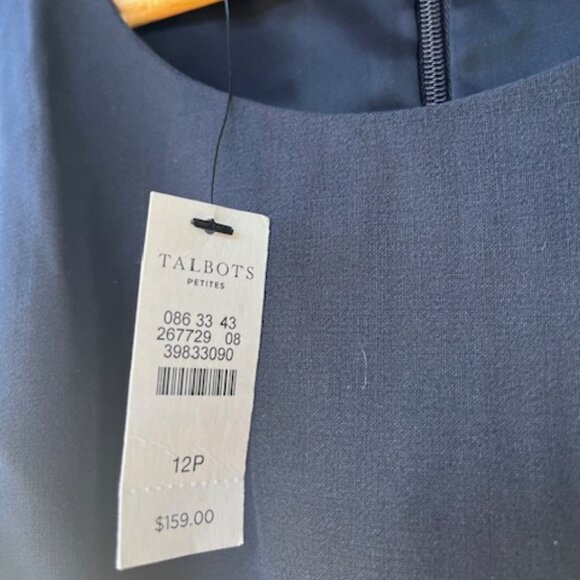 TALBOTS
PETITES
086 33 43
267729 08
39833090
12P
$159.00